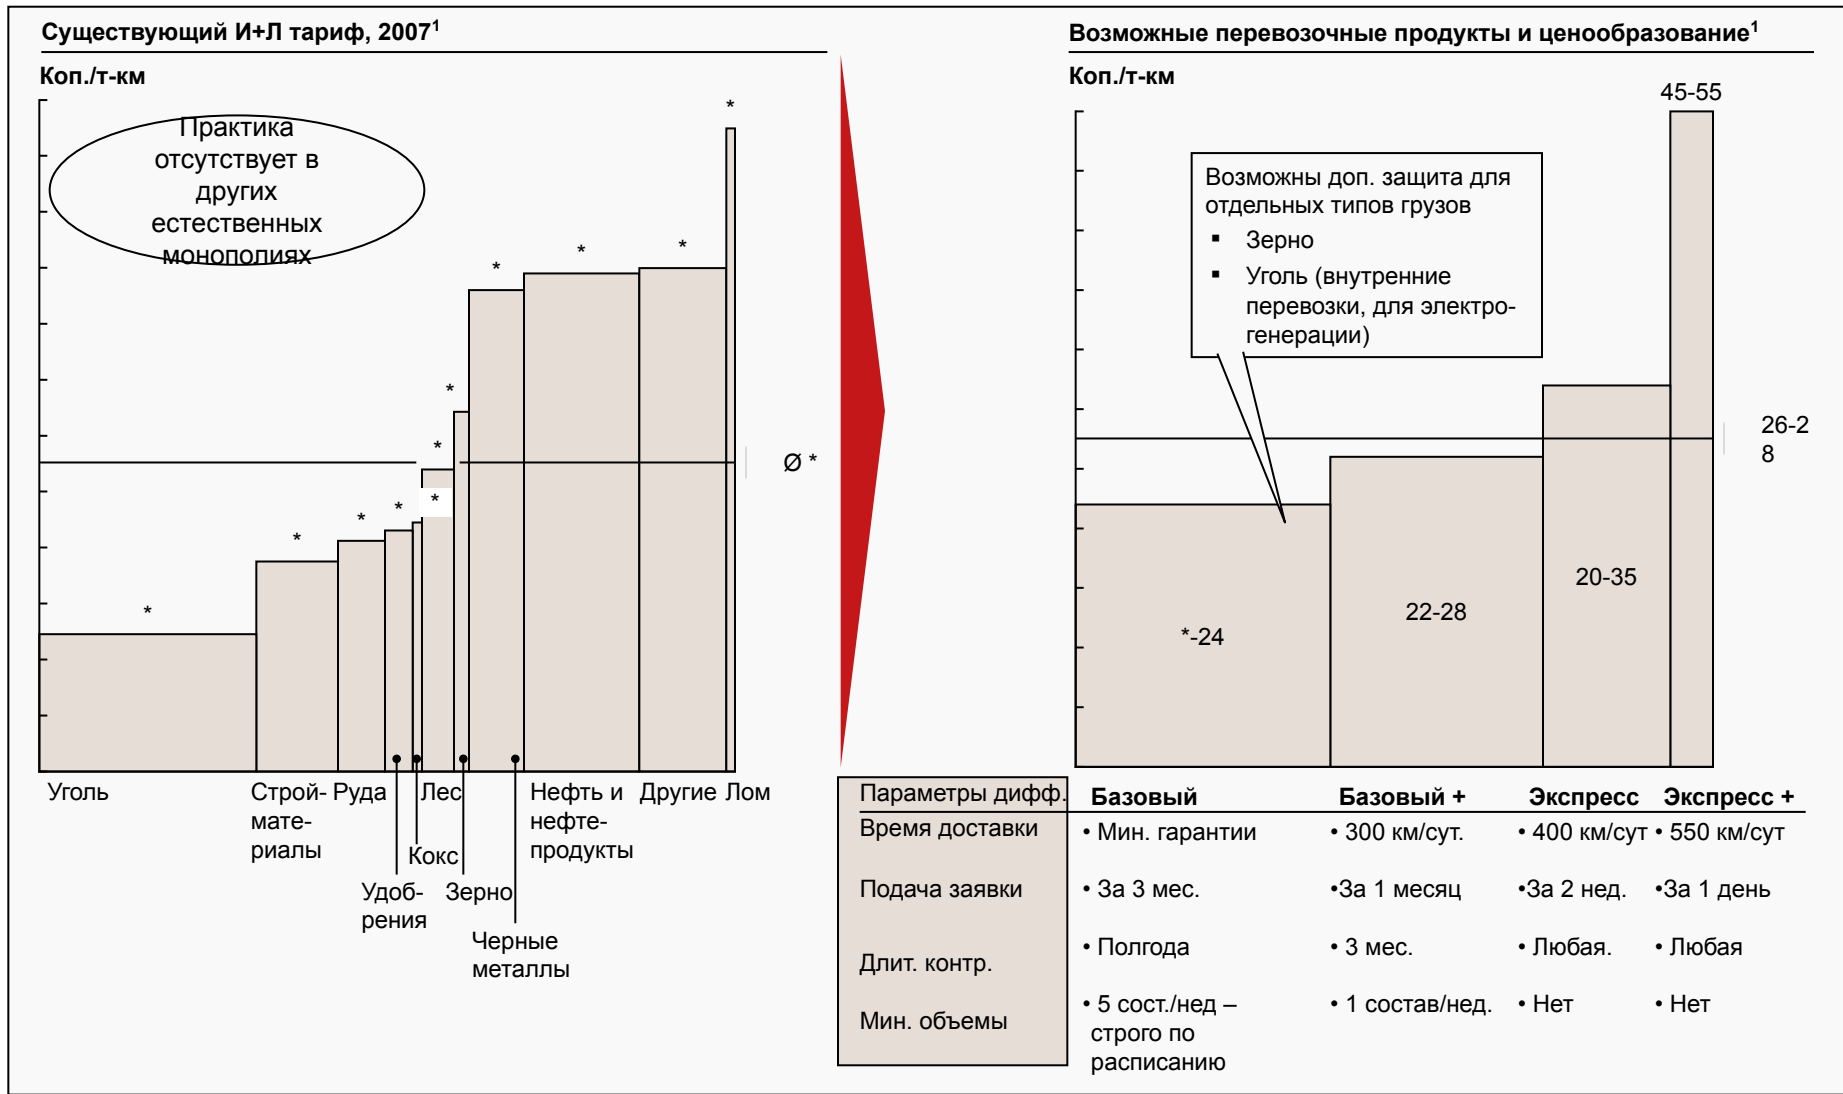 Существующий И+Л тариф, 2007¹
Коп./т-км
Практика
отсутствует в
других
естественных
монополиях
*
*
*
*
*
*
*
*
*
*
*
Ø *
Уголь
Строй-
мате-
риалы
Руда
Удоб-
рения
Кокс
Лес
Зерно
Черные
металлы
Нефть и
нефте-
продукты
Другие
Лом
Возможные перевозочные продукты и ценообразование¹
Коп./т-км
45-55
Возможны доп. защита для
отдельных типов грузов
▪ Зерно
▪ Уголь (внутренние
перевозки, для электро-
генерации)
26-2
8
*-24
22-28
20-35
Параметры дифф.
Базовый
Базовый +
Экспресс
Экспресс +
Время доставки
• Мин. гарантии
• 300 км/сут.
• 400 км/сут
• 550 км/сут
Подача заявки
• За 3 мес.
•За 1 месяц
•За 2 нед.
•За 1 день
Длит. контр.
• Полгода
• 3 мес.
• Любая.
• Любая
Мин. объемы
• 5 сост./нед –
строго по
расписанию
• 1 состав/нед.
• Нет
• Нет